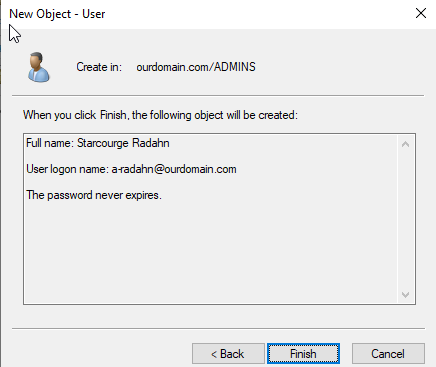 New Object - User
Create in: ourdomain.com/ADMINS
When you click Finish, the following object will be created:
Full name: Starcourge Radahn
User logon name: a-radahn@ourdomain.com
The password never expires.
< Back Finish Cancel